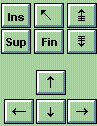 Ins ↖ ⇞
Sup Fin ⇟
↑
← ↓ →